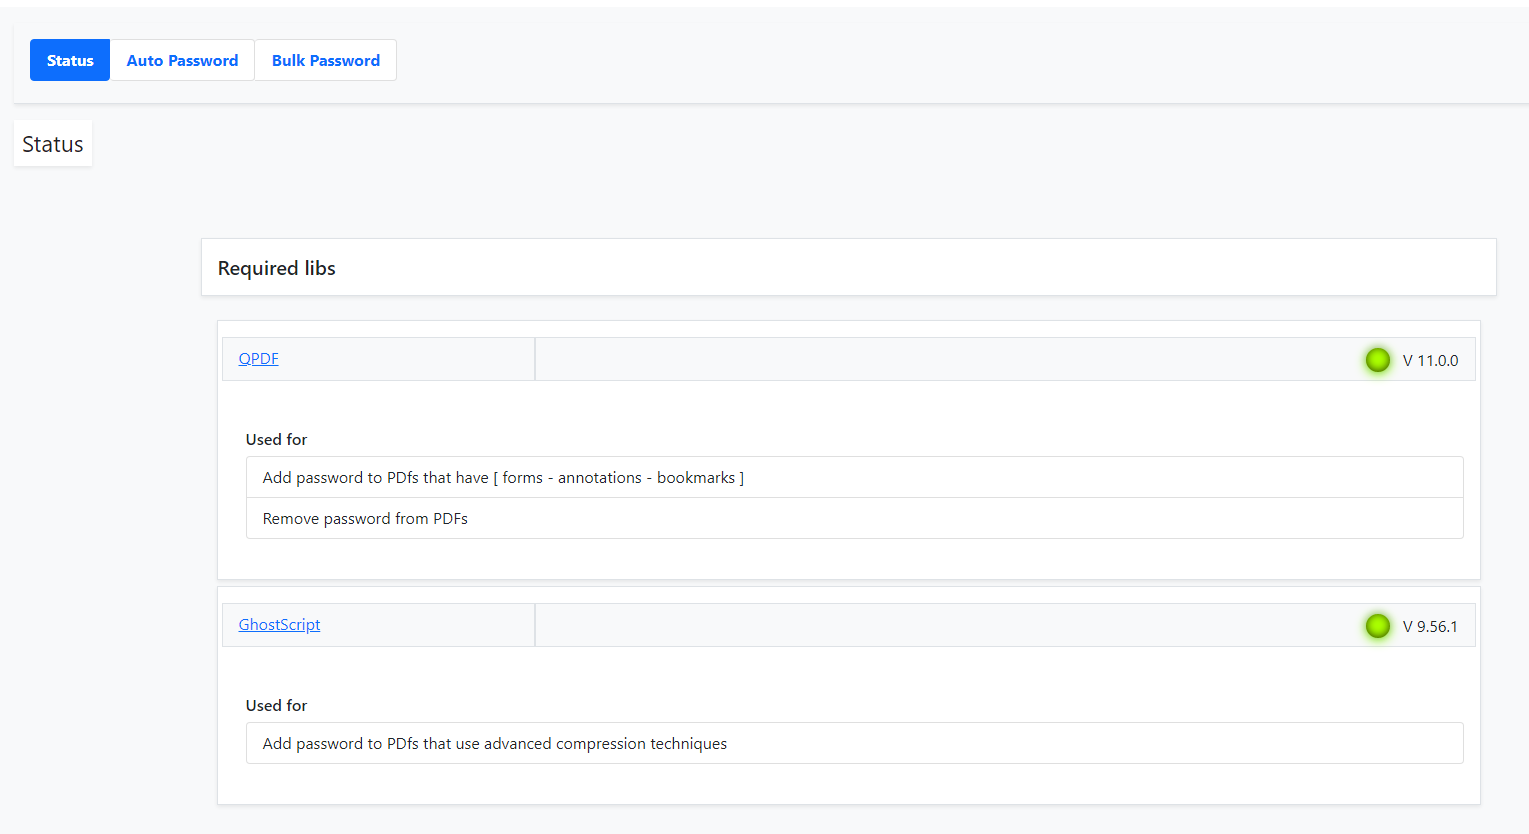 Status Auto Password Bulk Password
Status
Required libs
QPDF V 11.0.0
Used for
Add password to PDfs that have [ forms - annotations - bookmarks ]
Remove password from PDFs
GhostScript V 9.56.1
Used for
Add password to PDfs that use advanced compression techniques